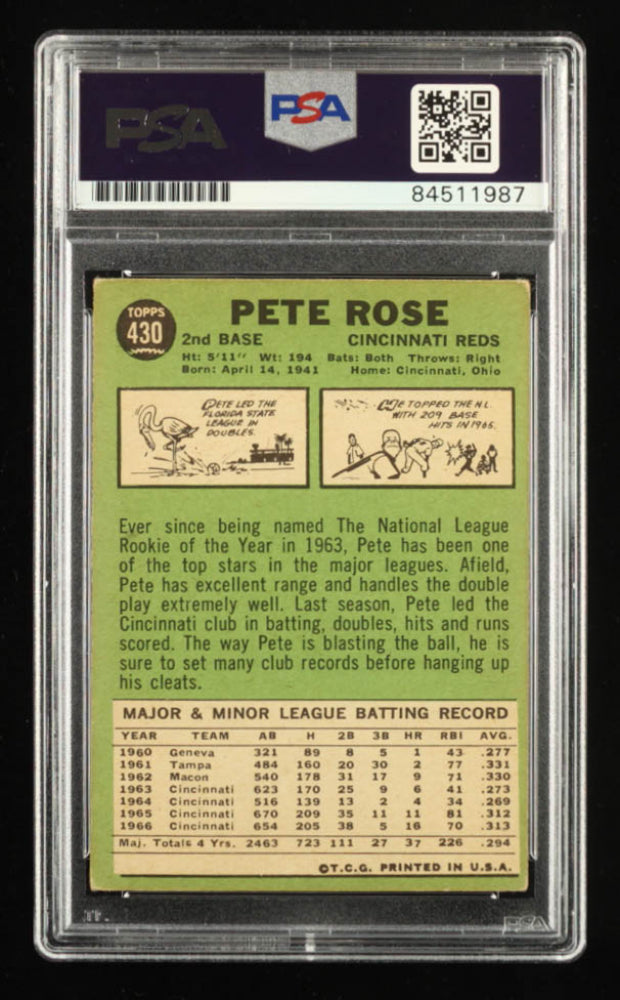 PSA PSA
84511987
TOPPS
430
PETE ROSE
2nd BASE CINCINNATI REDS
Ht: 5'11" Wt: 194 Bats: Both Throws: Right
Born: April 14, 1941 Home: Cincinnati, Ohio
PETE LED THE
FLORIDA STATE
LEAGUE IN
DOUBLES.
HE TOPPED THE N.L.
WITH 209 BASE
HITS IN 1965.
Ever since being named The National League
Rookie of the Year in 1963, Pete has been one
of the top stars in the major leagues. Afield,
Pete has excellent range and handles the double
play extremely well. Last season, Pete led the
Cincinnati club in batting, doubles, hits and runs
scored. The way Pete is blasting the ball, he is
sure to set many club records before hanging up
his cleats.
MAJOR & MINOR LEAGUE BATTING RECORD
YEAR TEAM AB H 2B 3B HR RBI AVG.
1960 Geneva 321 89 8 5 1 43 .277
1961 Tampa 484 160 20 30 2 77 .331
1962 Macon 540 178 31 17 9 71 .330
1963 Cincinnati 623 170 25 9 6 41 .273
1964 Cincinnati 516 139 13 2 4 34 .269
1965 Cincinnati 670 209 35 11 11 81 .312
1966 Cincinnati 654 205 38 5 16 70 .313
Maj. Totals 4 Yrs. 2463 723 111 27 37 226 .294
©T.C.G. PRINTED IN U.S.A.
PSA